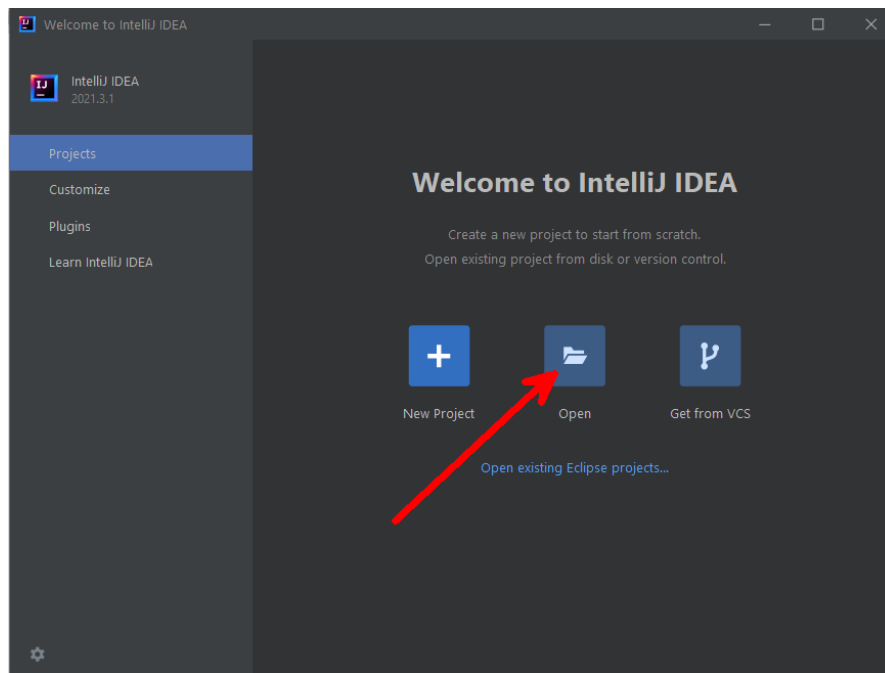 Welcome to IntelliJ IDEA
IJ
IntelliJ IDEA
2021.3.1
Projects
Customize
Plugins
Learn IntelliJ IDEA
Welcome to IntelliJ IDEA
Create a new project to start from scratch.
Open existing project from disk or version control.
New Project
Open
Get from VCS
Open existing Eclipse projects...